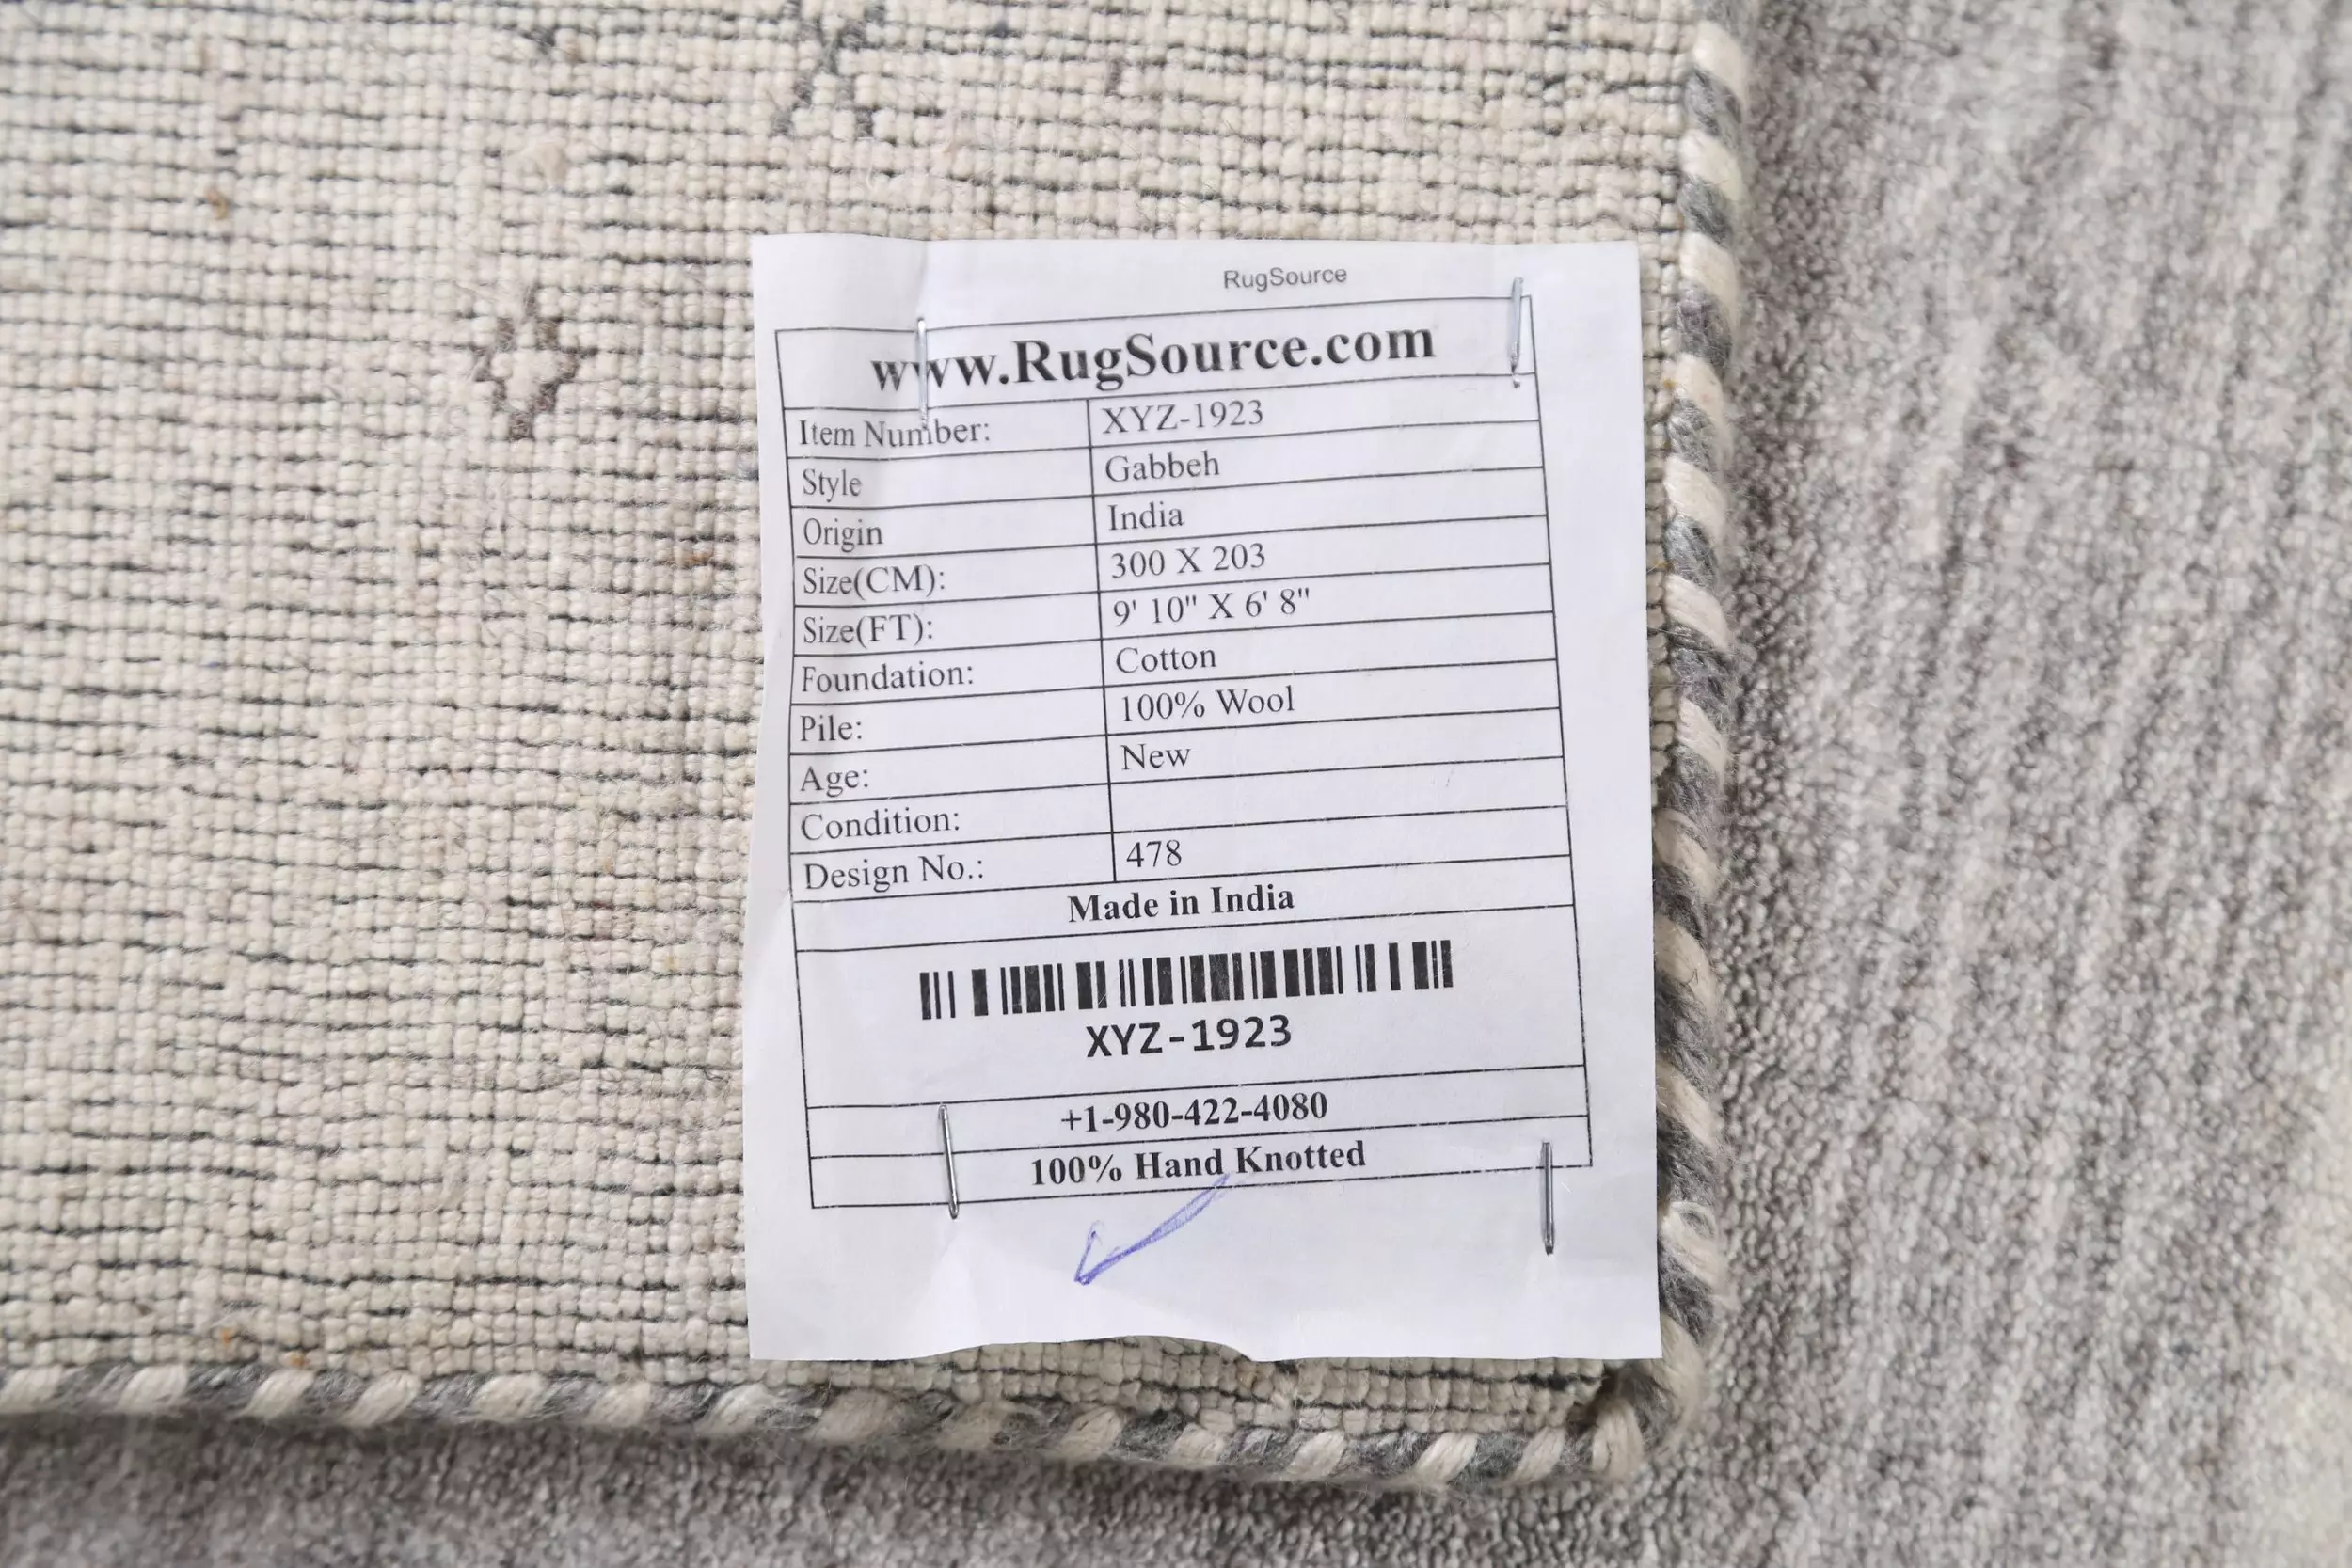 RugSource
www.RugSource.com
Item Number: XYZ-1923
Style Gabbeh
Origin India
Size(CM): 300 X 203
Size(FT): 9' 10" X 6' 8"
Foundation: Cotton
Pile: 100% Wool
Age: New
Condition:
Design No.: 478
Made in India
XYZ-1923
+1-980-422-4080
100% Hand Knotted